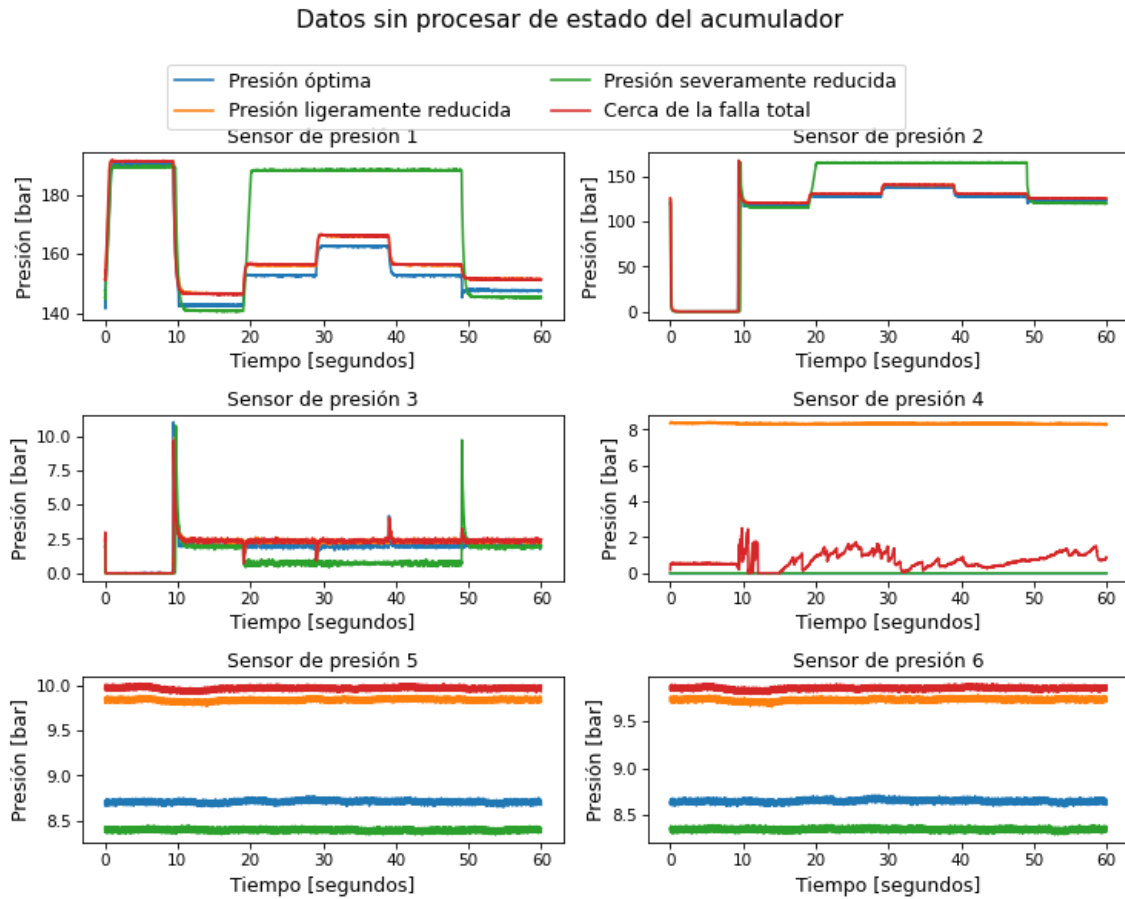 Datos sin procesar de estado del acumulador
Presión óptima
Presión ligeramente reducida
Presión severamente reducida
Cerca de la falla total
Sensor de presión 1
Presión [bar]
180
160
140
0 10 20 30 40 50 60
Tiempo [segundos]
Sensor de presión 2
Presión [bar]
150
100
50
0
0 10 20 30 40 50 60
Tiempo [segundos]
Sensor de presión 3
Presión [bar]
10.0
7.5
5.0
2.5
0.0
0 10 20 30 40 50 60
Tiempo [segundos]
Sensor de presión 4
Presión [bar]
8
6
4
2
0
0 10 20 30 40 50 60
Tiempo [segundos]
Sensor de presión 5
Presión [bar]
10.0
9.5
9.0
8.5
0 10 20 30 40 50 60
Tiempo [segundos]
Sensor de presión 6
Presión [bar]
9.5
9.0
8.5
0 10 20 30 40 50 60
Tiempo [segundos]